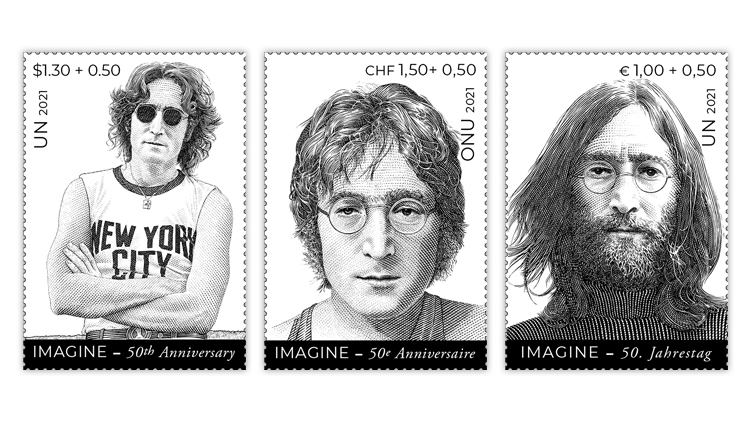 $1.30 + 0.50
UN 2021
NEW YORK
CITY
IMAGINE – 50th Anniversary
CHF 1,50+ 0,50
ONU 2021
IMAGINE – 50e Anniversaire
€ 1,00 + 0,50
UN 2021
IMAGINE – 50. Jahrestag